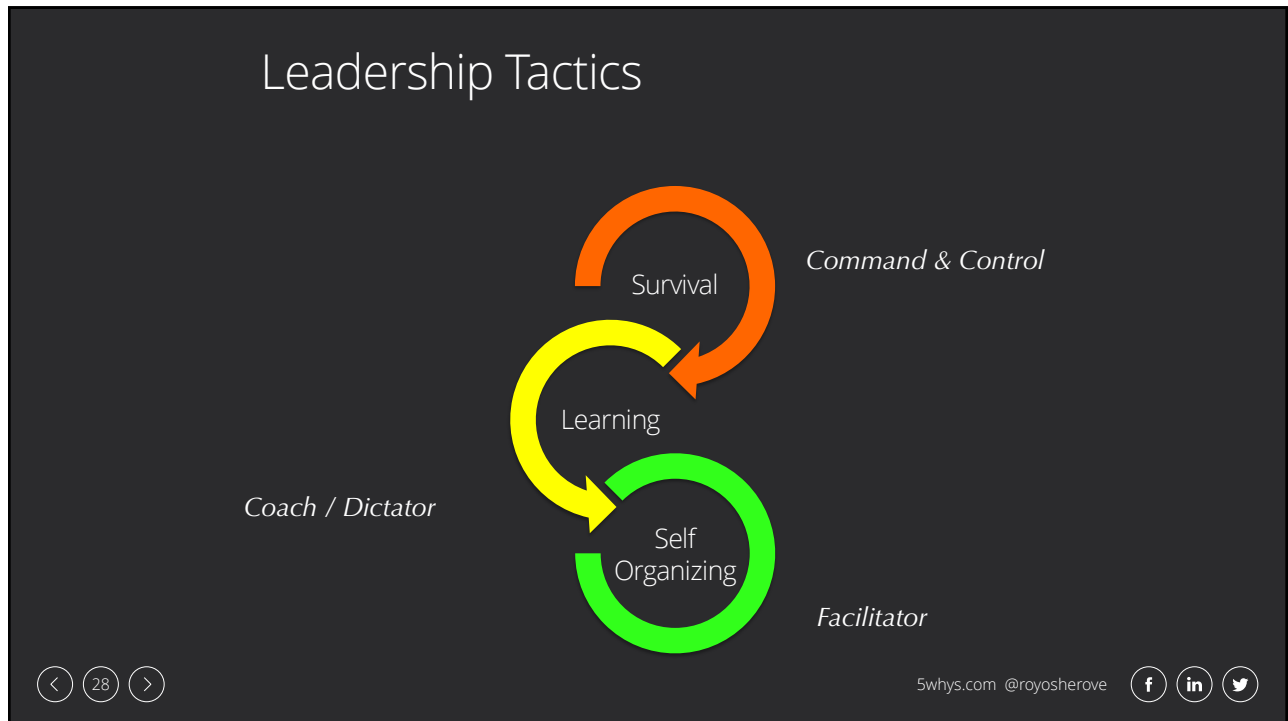 Leadership Tactics
Survival
Command & Control
Learning
Coach / Dictator
Self
Organizing
Facilitator
28
5whys.com @royosherove
f
in